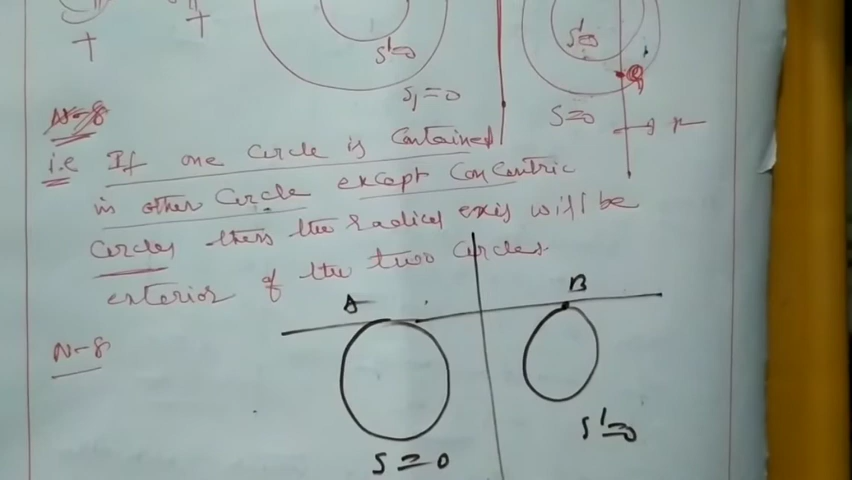 S'=0
S'=0
S1=0
S=0
r
N-8
i.e If one circle is Contained
in other Circle except Concentric
Circles then the radical exis will be
exterior of the two Circles
A
B
N-8
S'=0
S=0